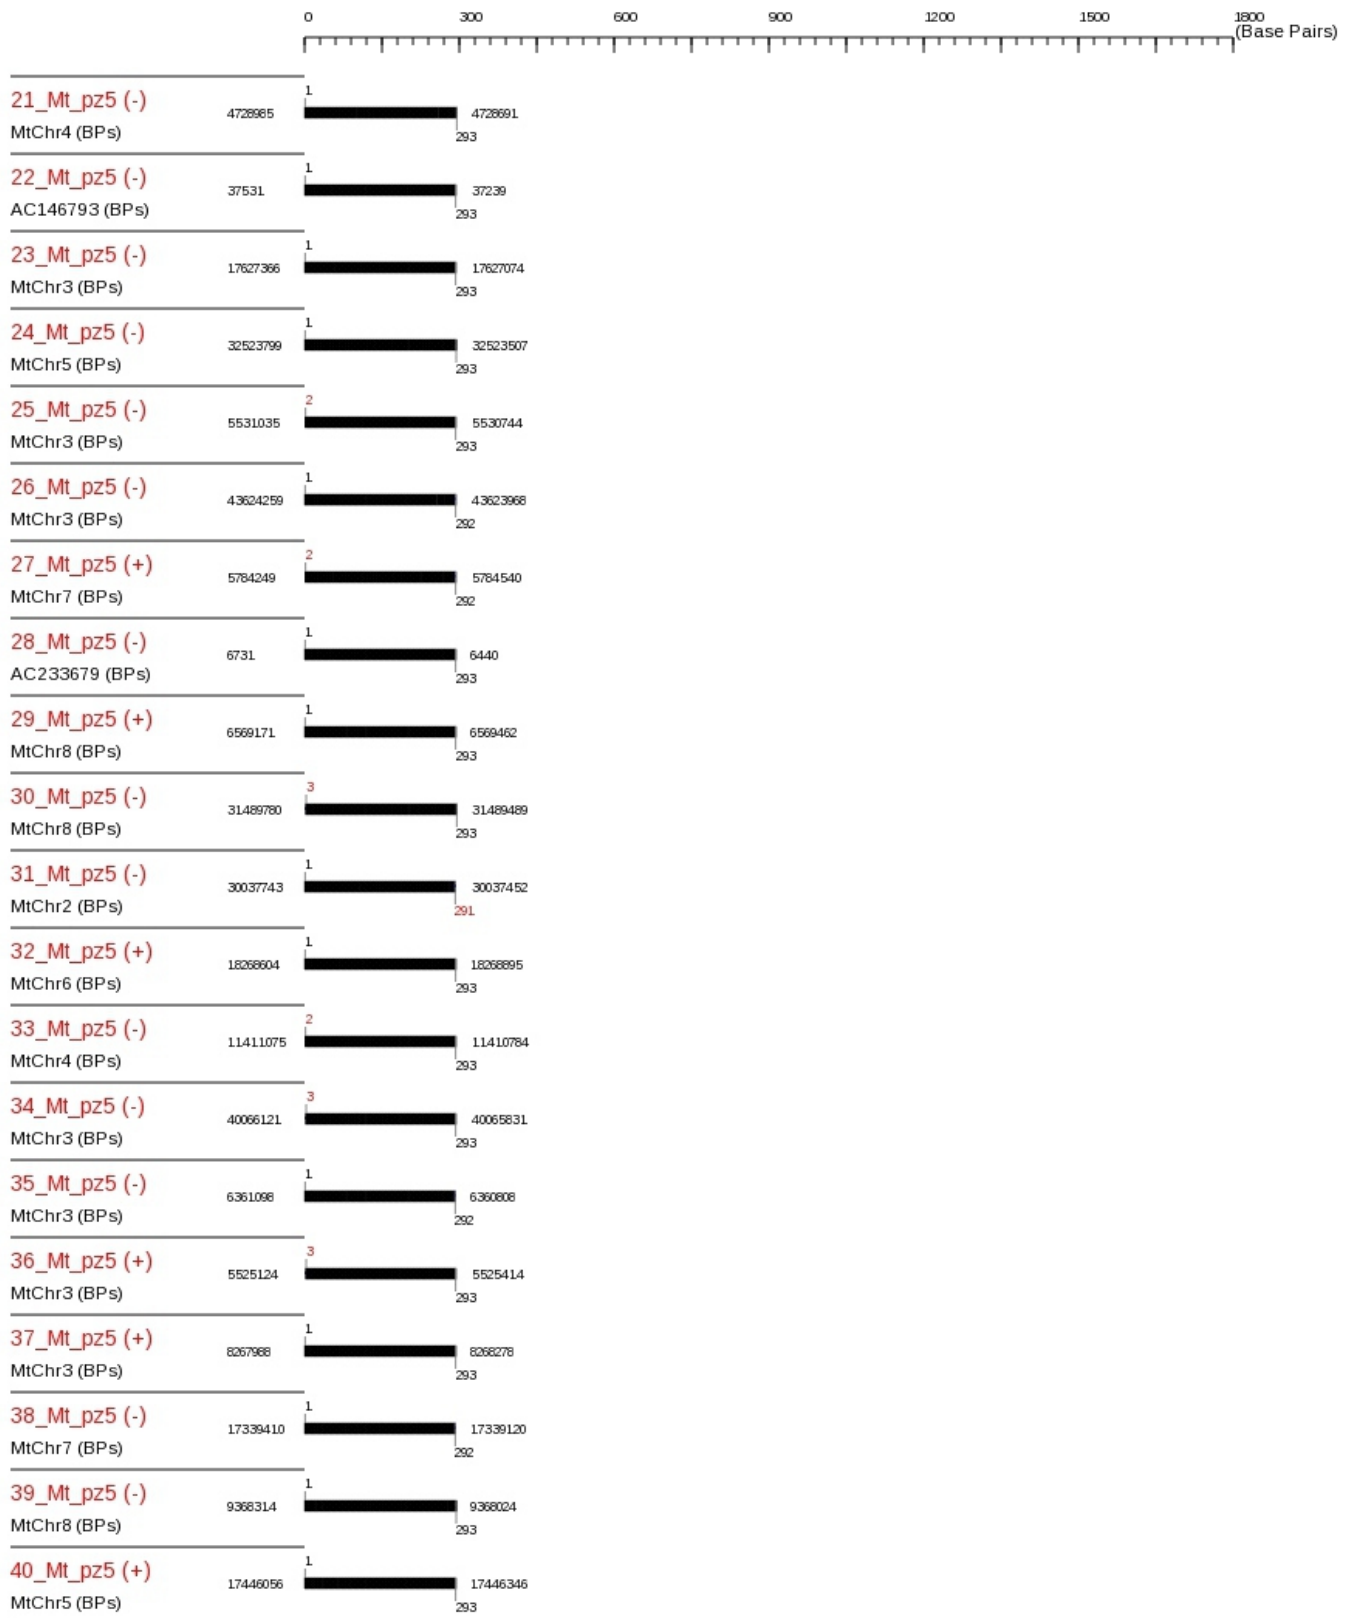 0 300 600 900 1200 1500 1800
(Base Pairs)
1
21_Mt_pz5 (-)
4728985 4728691
MtChr4 (BPs) 293
1
22_Mt_pz5 (-)
37531 37239
AC146793 (BPs) 293
1
23_Mt_pz5 (-)
17627366 17627074
MtChr3 (BPs) 293
1
24_Mt_pz5 (-)
32523799 32523507
MtChr5 (BPs) 293
2
25_Mt_pz5 (-)
5531035 5530744
MtChr3 (BPs) 293
1
26_Mt_pz5 (-)
43624259 43623968
MtChr3 (BPs) 292
2
27_Mt_pz5 (+)
5784249 5784540
MtChr7 (BPs) 292
1
28_Mt_pz5 (-)
6731 6440
AC233679 (BPs) 293
1
29_Mt_pz5 (+)
6569171 6569462
MtChr8 (BPs) 293
3
30_Mt_pz5 (-)
31489780 31489489
MtChr8 (BPs) 293
1
31_Mt_pz5 (-)
30037743 30037452
MtChr2 (BPs) 291
1
32_Mt_pz5 (+)
18268604 18268895
MtChr6 (BPs) 293
2
33_Mt_pz5 (-)
11411075 11410784
MtChr4 (BPs) 293
3
34_Mt_pz5 (-)
40066121 40065831
MtChr3 (BPs) 293
1
35_Mt_pz5 (-)
6361098 6360808
MtChr3 (BPs) 292
3
36_Mt_pz5 (+)
5525124 5525414
MtChr3 (BPs) 293
1
37_Mt_pz5 (+)
8267988 8268278
MtChr3 (BPs) 293
1
38_Mt_pz5 (-)
17339410 17339120
MtChr7 (BPs) 292
1
39_Mt_pz5 (-)
9368314 9368024
MtChr8 (BPs) 293
1
40_Mt_pz5 (+)
17446056 17446346
MtChr5 (BPs) 293